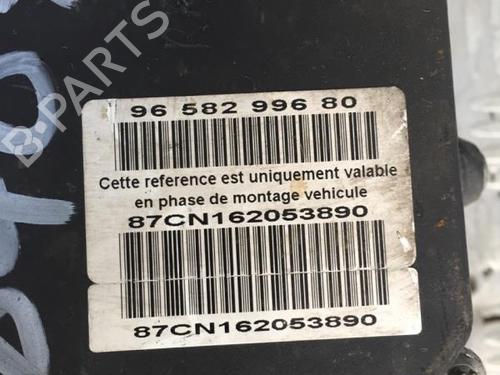 B-PARTS
96 582 996 80
Cette reference est uniquement valable
en phase de montage vehicule
87CN162053890
87CN162053890